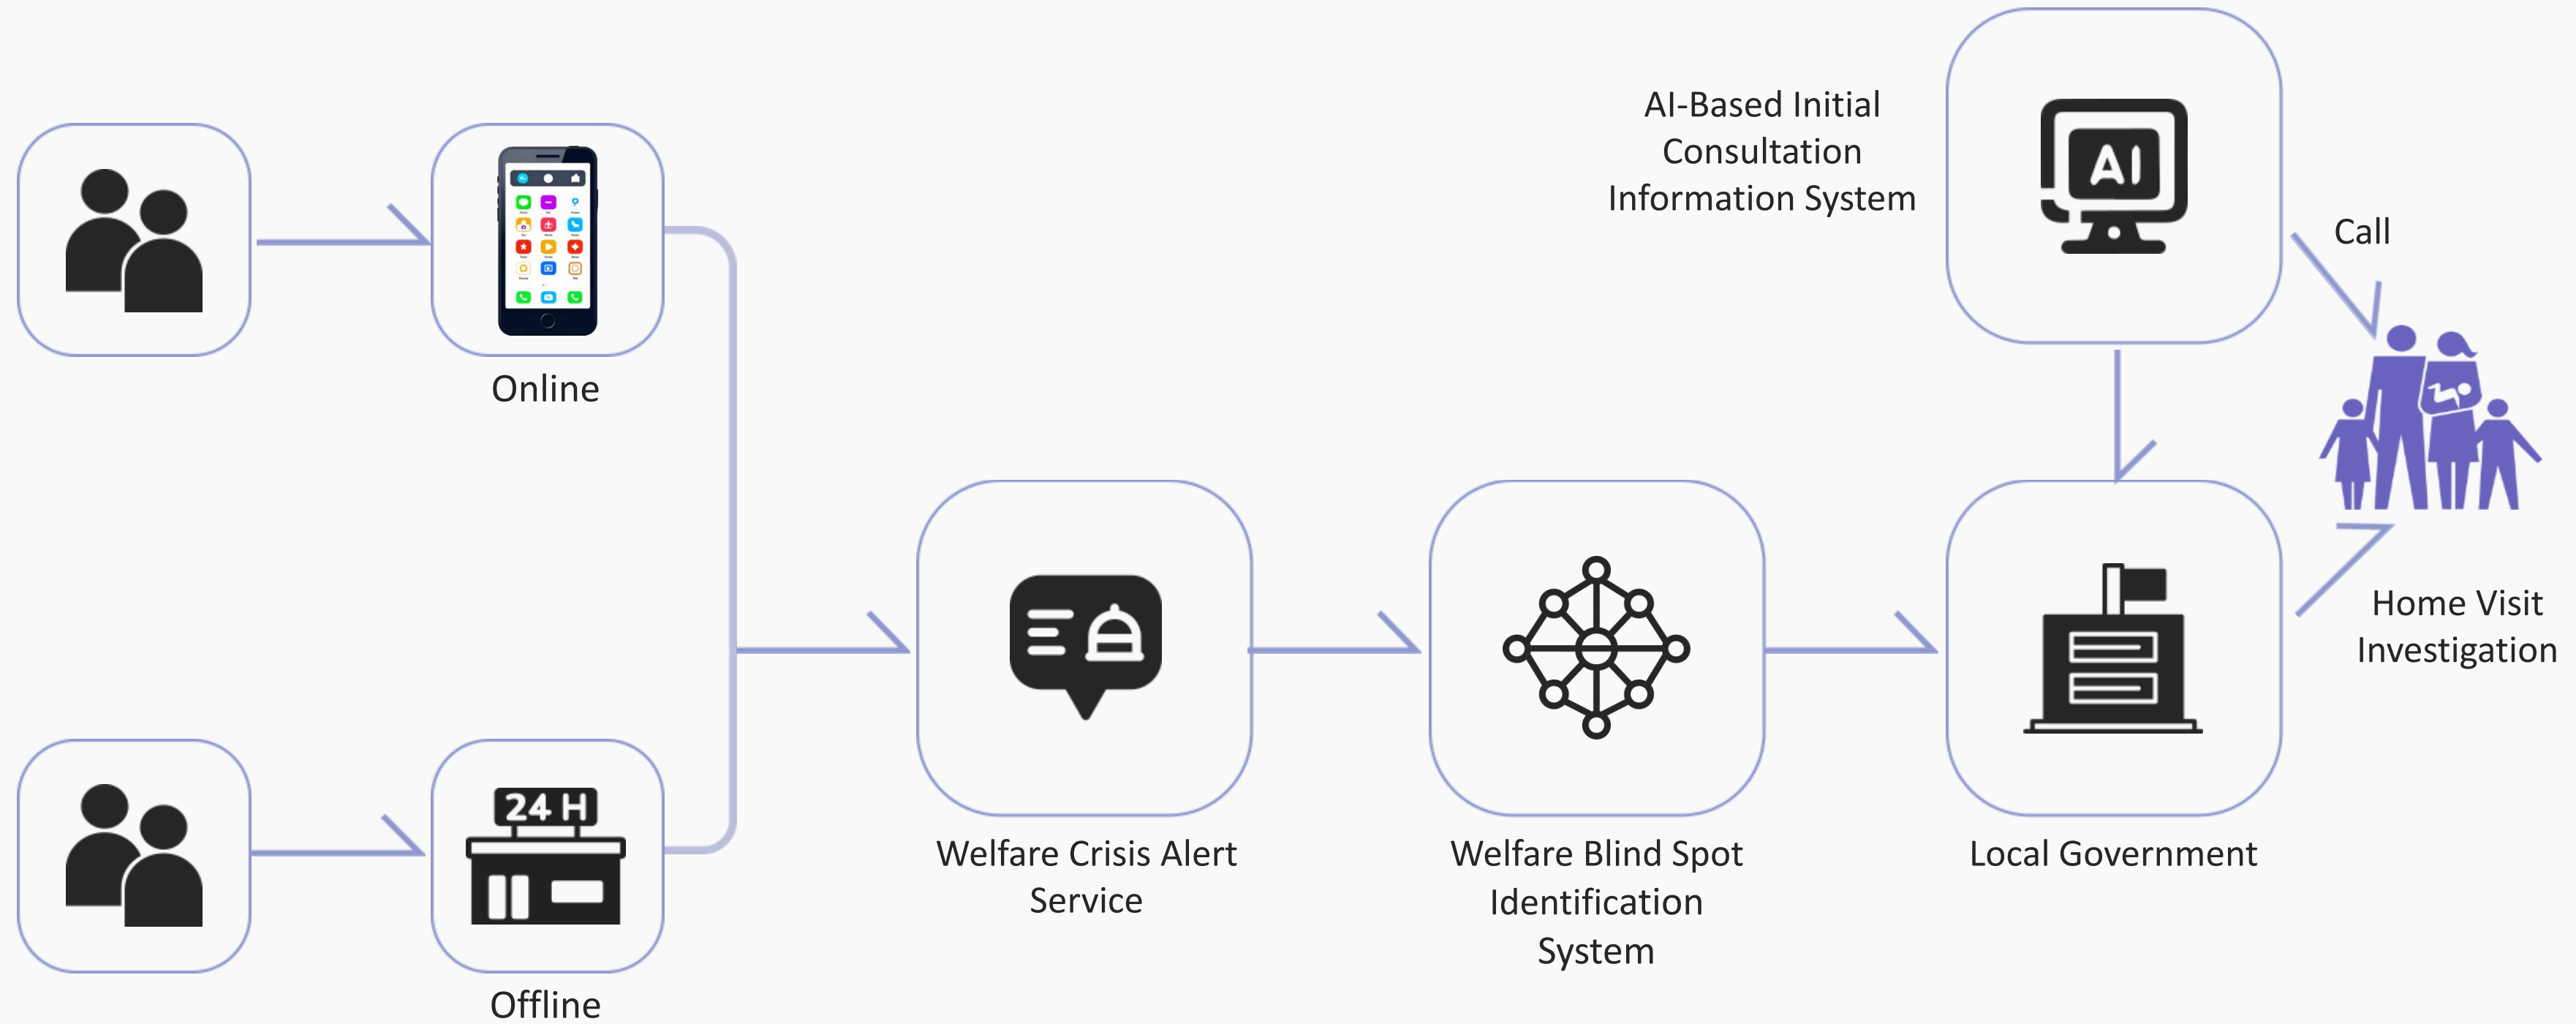 AI-Based Initial
Consultation
Information System
AI
Call
Online
Home Visit
Investigation
24 H
Welfare Crisis Alert
Service
Welfare Blind Spot
Identification
System
Local Government
Offline